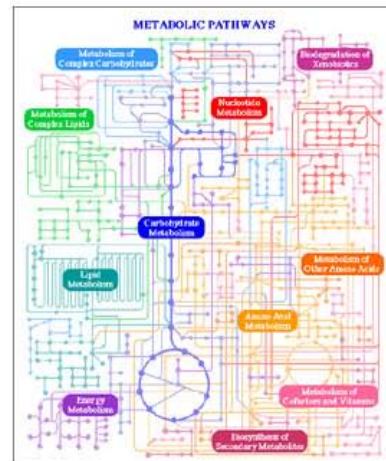 METABOLIC PATHWAYS
Metabolism of
Complex Carbohydrates
Biodegradation of
Xenobiotics
Nucleotide
Metabolism
Metabolism of
Complex Lipids
Carbohydrate
Metabolism
Metabolism of
Other Amino Acids
Lipid
Metabolism
Amino Acid
Metabolism
Metabolism of
Cofactors and Vitamins
Energy
Metabolism
Biosynthesis of
Secondary Metabolites